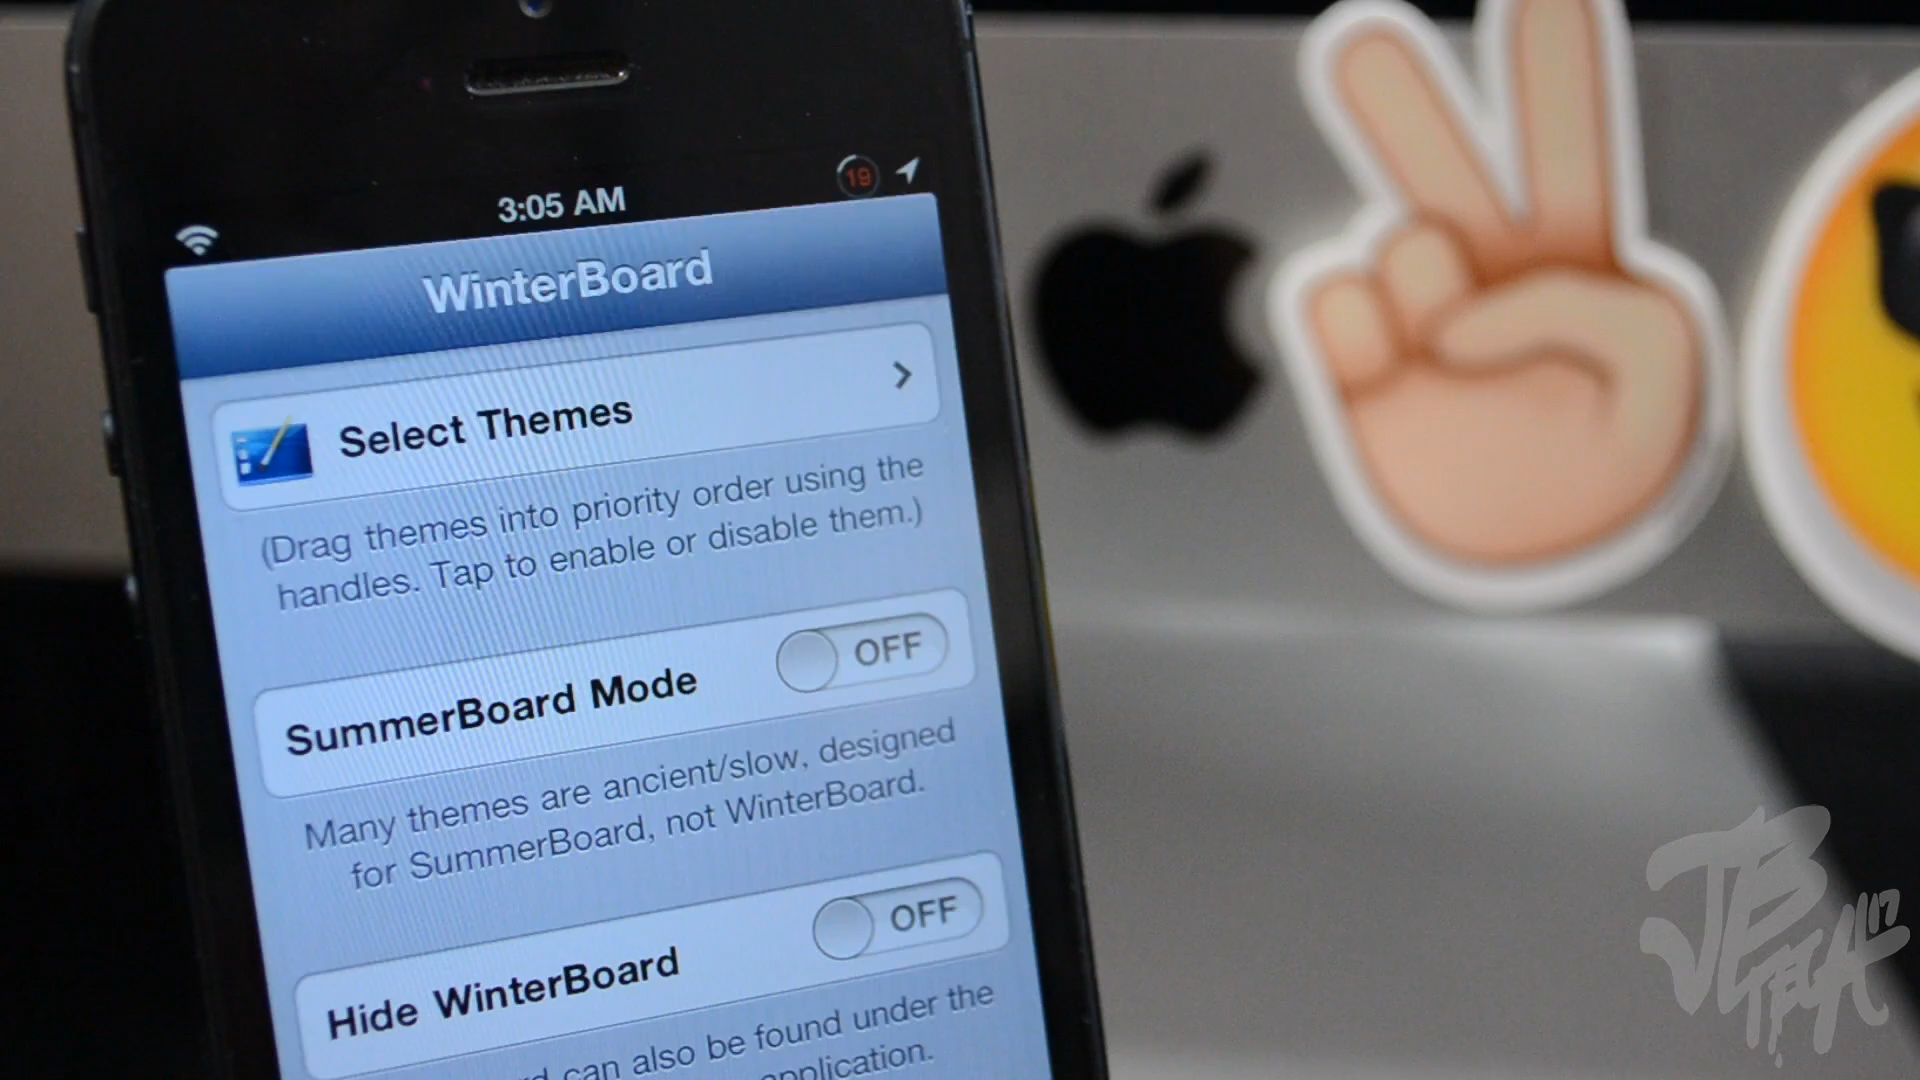 19
3:05 AM
WinterBoard
Select Themes
(Drag themes into priority order using the
handles. Tap to enable or disable them.)
SummerBoard Mode
OFF
Many themes are ancient/slow, designed
for SummerBoard, not WinterBoard.
Hide WinterBoard
OFF
can also be found under the
application.